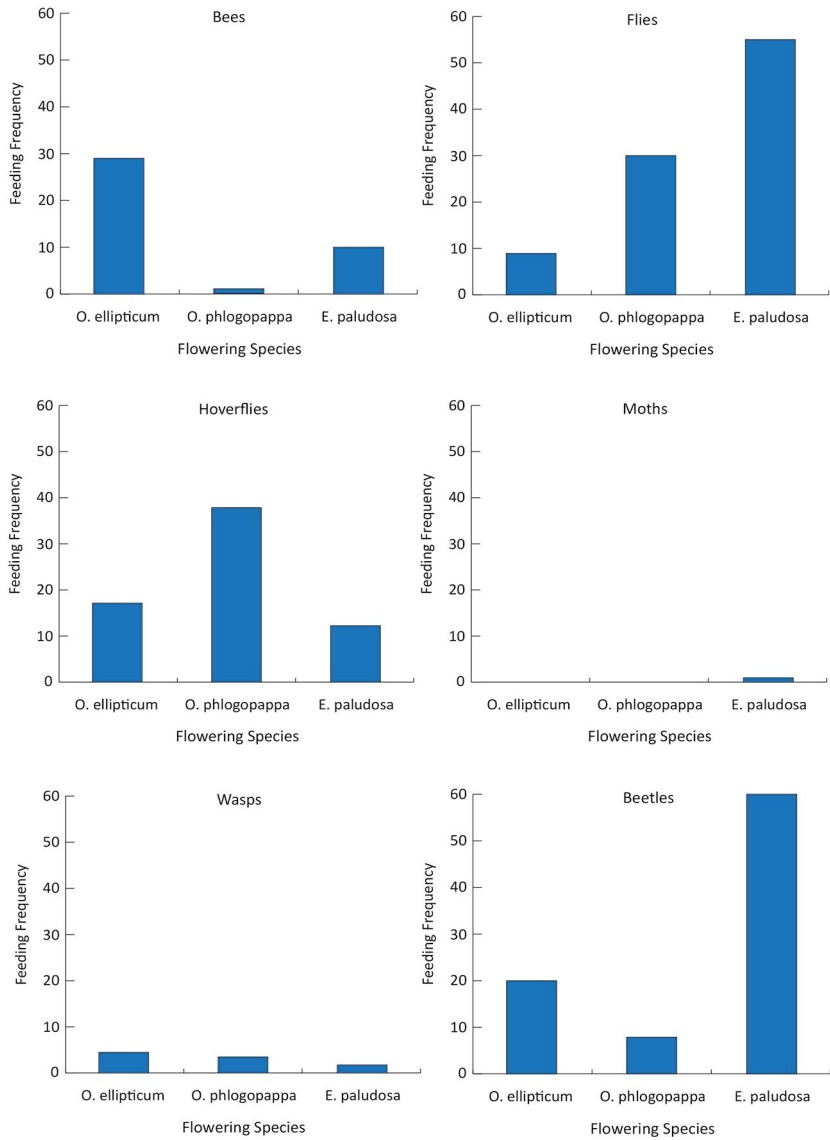 Bees
60
50
40
30
20
10
0
Feeding Frequency
O. ellipticum O. phlogopappa E. paludosa
Flowering Species
Flies
60
50
40
30
20
10
0
Feeding Frequency
O. ellipticum O. phlogopappa E. paludosa
Flowering Species
Hoverflies
60
50
40
30
20
10
0
Feeding Frequency
O. ellipticum O. phlogopappa E. paludosa
Flowering Species
Moths
60
50
40
30
20
10
0
Feeding Frequency
O. ellipticum O. phlogopappa E. paludosa
Flowering Species
Wasps
60
50
40
30
20
10
0
Feeding Frequency
O. ellipticum O. phlogopappa E. paludosa
Flowering Species
Beetles
60
50
40
30
20
10
0
Feeding Frequency
O. ellipticum O. phlogopappa E. paludosa
Flowering Species